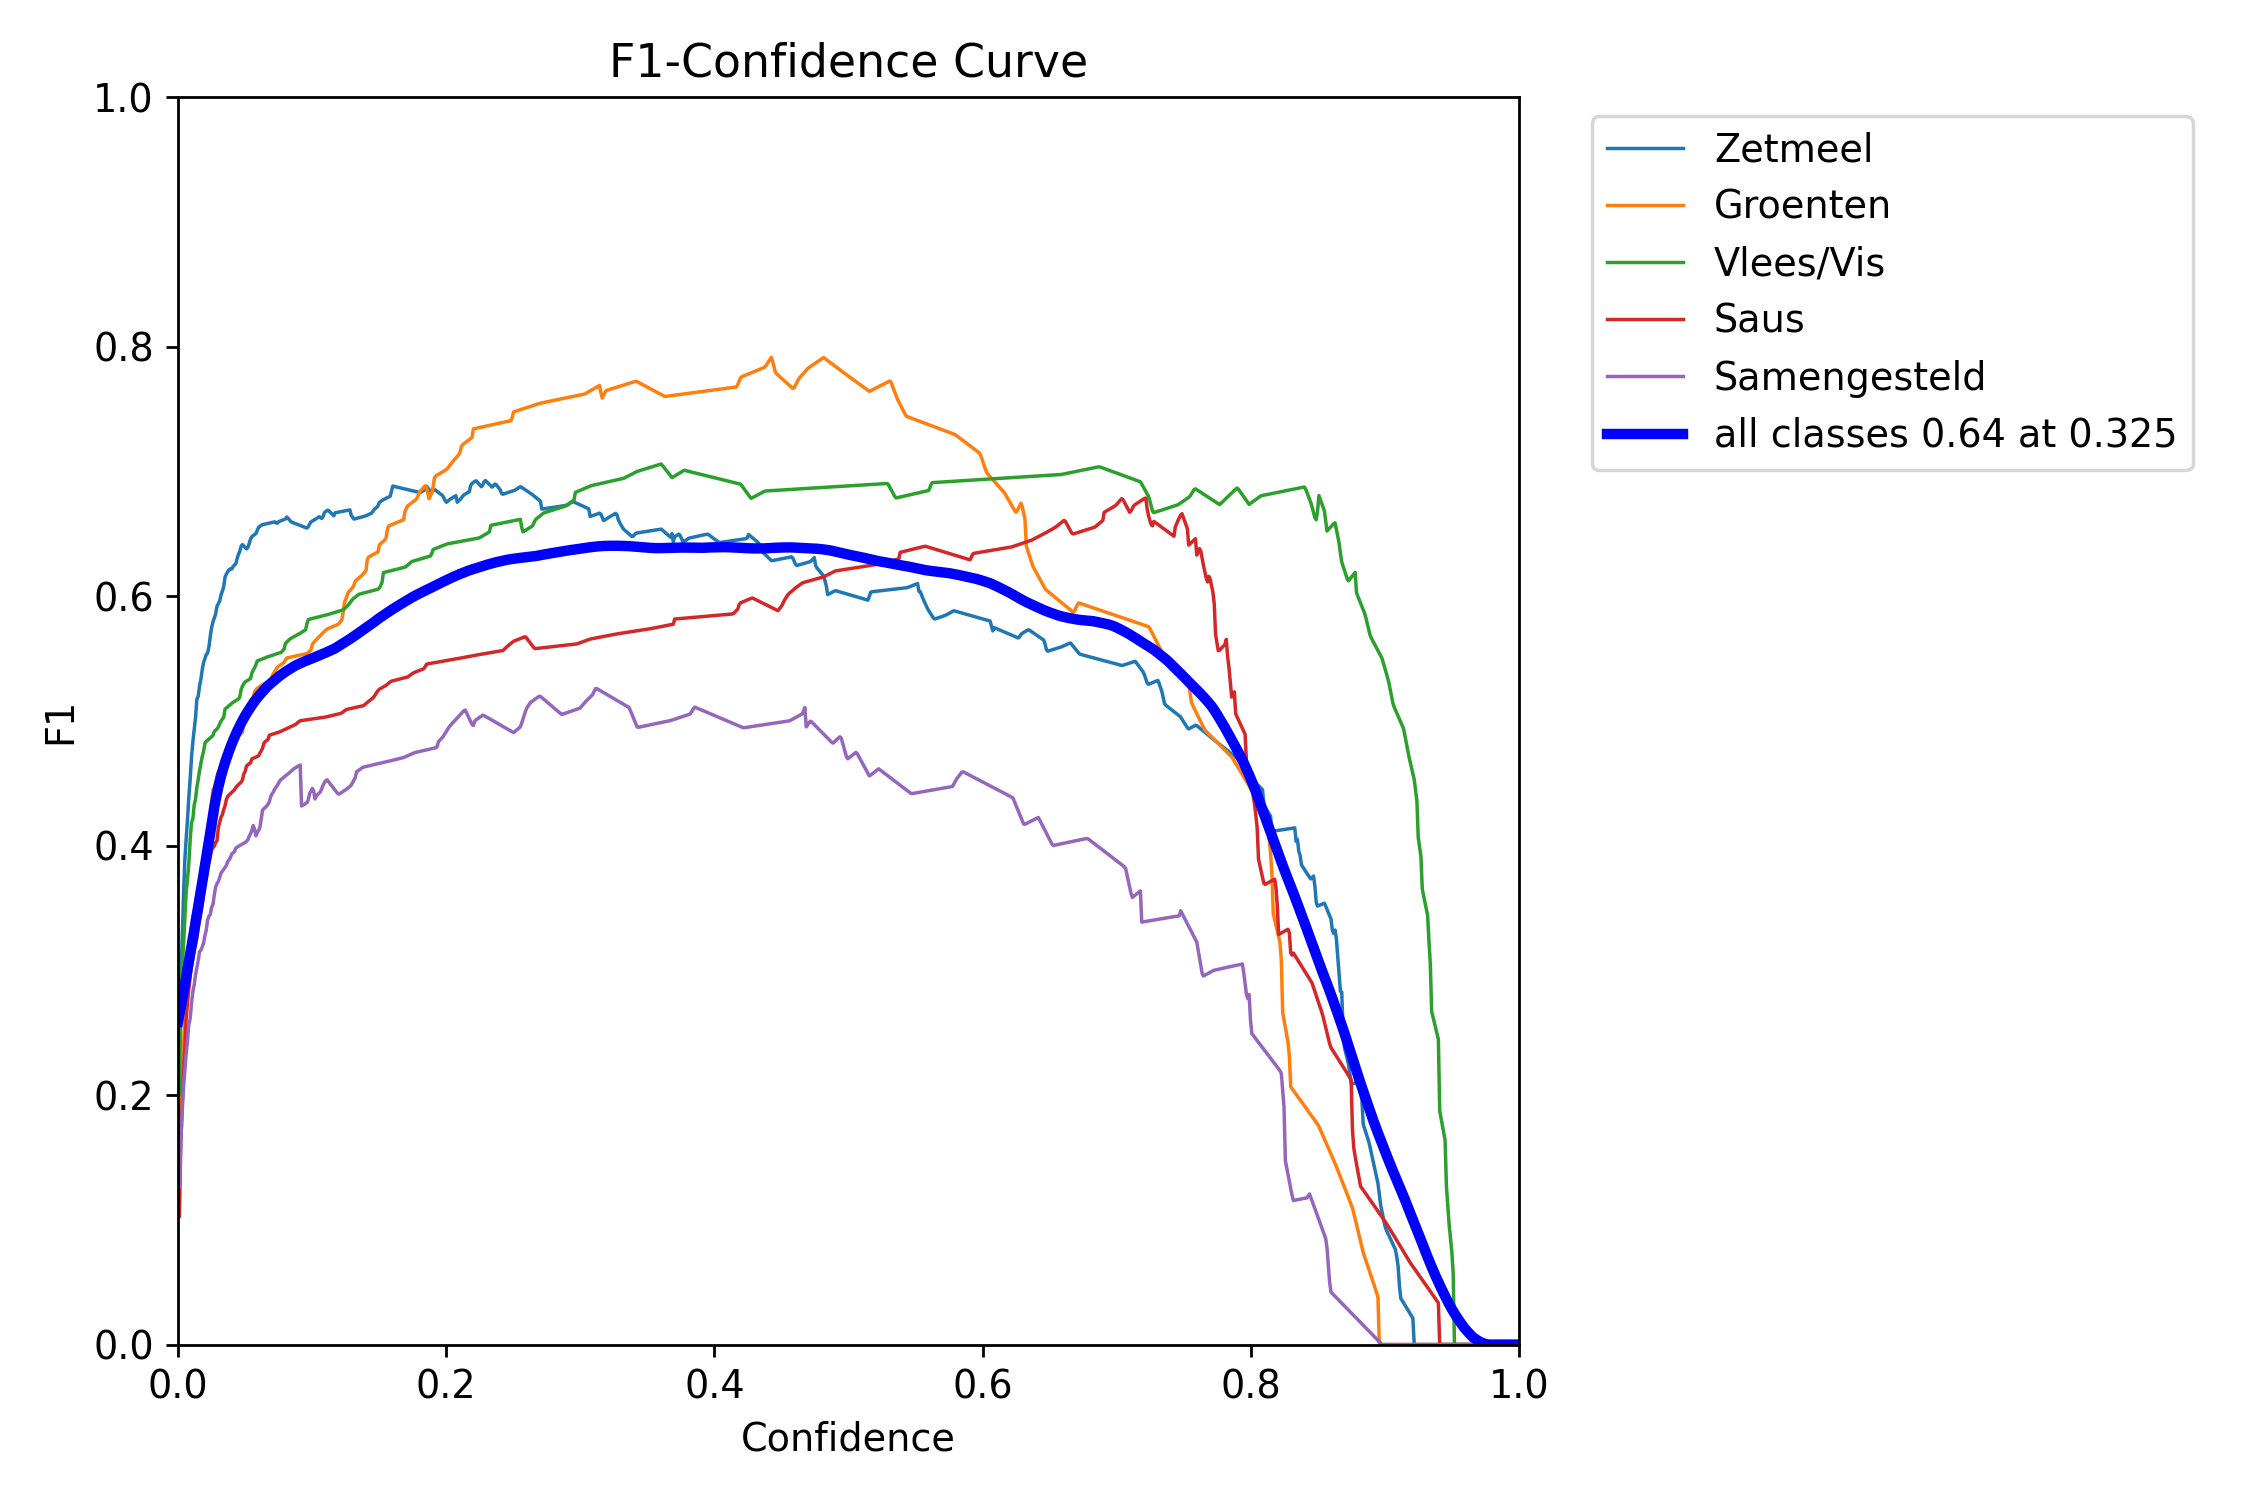 F1-Confidence Curve
1.0
0.8
0.6
0.4
0.2
0.0
F1
0.0 0.2 0.4 0.6 0.8 1.0
Confidence
Zetmeel
Groenten
Vlees/Vis
Saus
Samengesteld
all classes 0.64 at 0.325